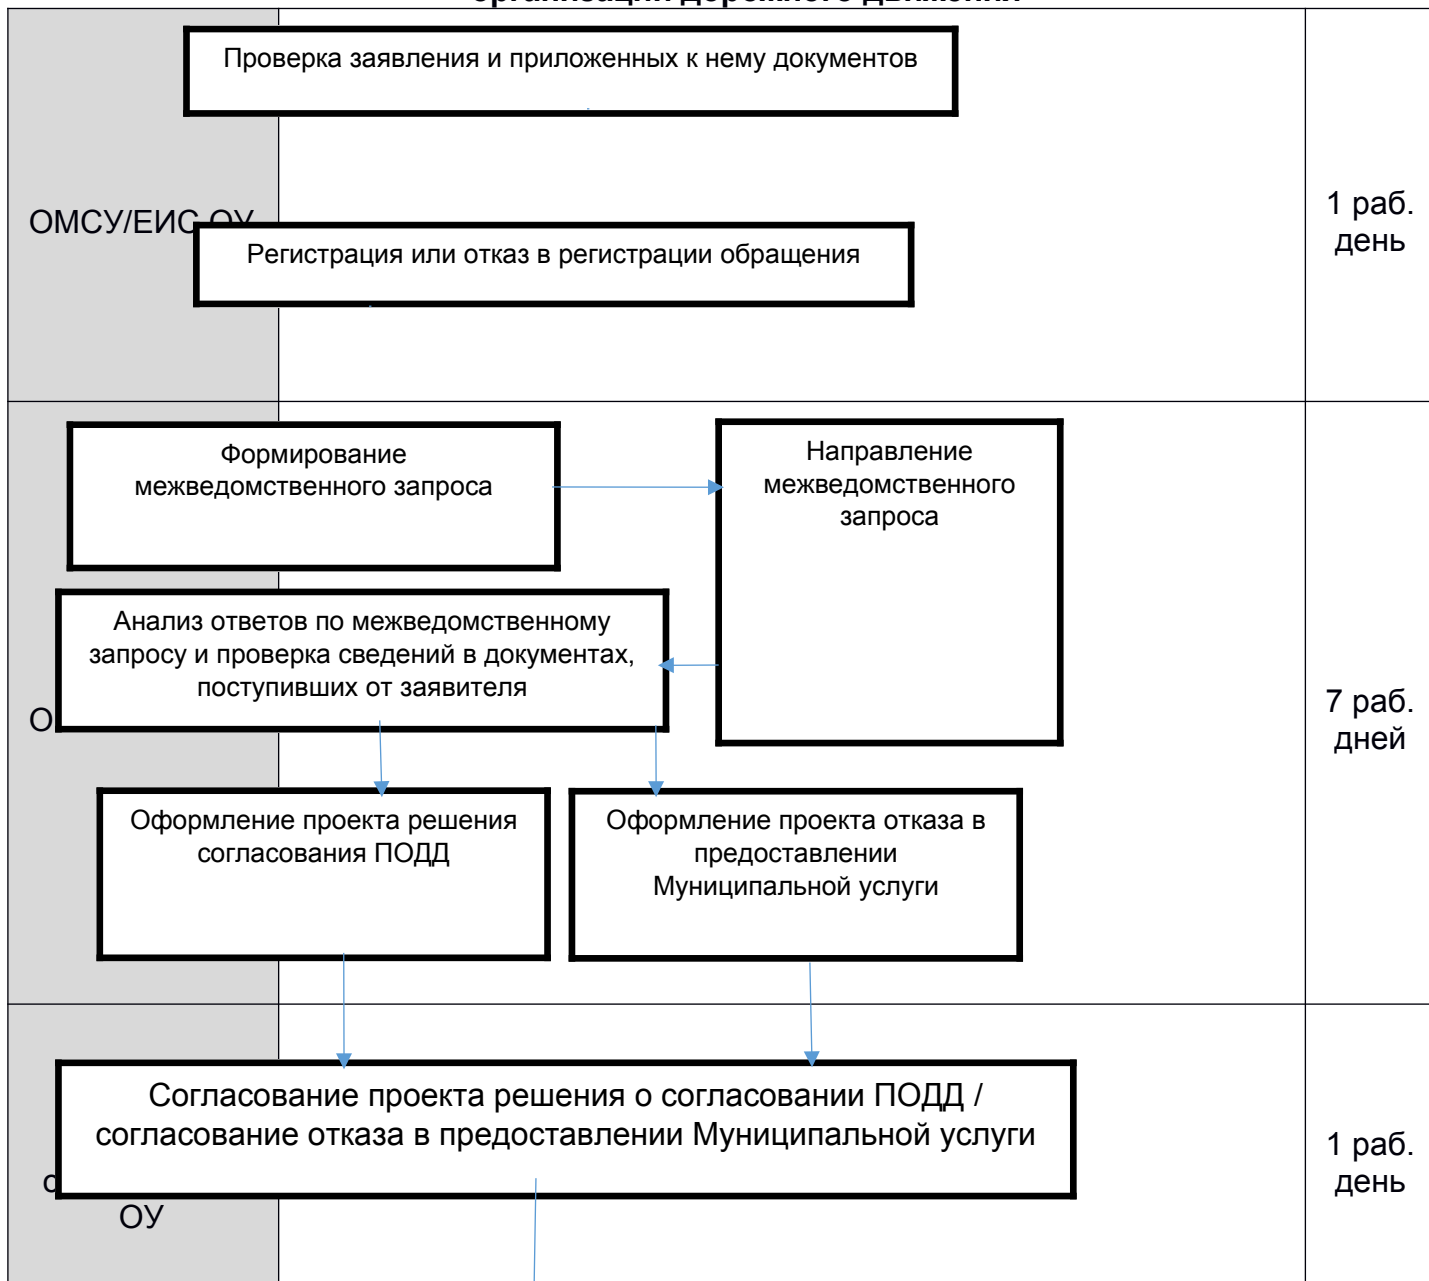 организации дорожного движения
Проверка заявления и приложенных к нему документов
ОМСУ/ЕИС ОУ
Регистрация или отказ в регистрации обращения
1 раб.
день
Формирование
межведомственного запроса
Направление
межведомственного
запроса
Анализ ответов по межведомственному
запросу и проверка сведений в документах,
поступивших от заявителя
7 раб.
дней
Оформление проекта решения
согласования ПОДД
Оформление проекта отказа в
предоставлении
Муниципальной услуги
Согласование проекта решения о согласовании ПОДД /
согласование отказа в предоставлении Муниципальной услуги
ОУ
1 раб.
день